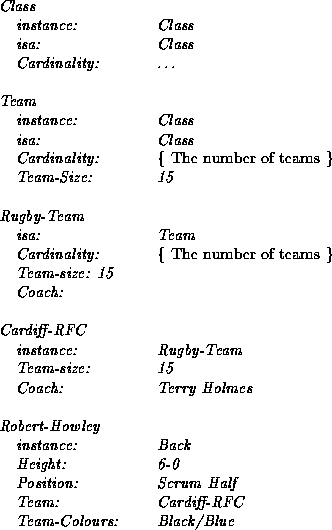 Class
instance: Class
isa: Class
Cardinality: ...
Team
instance: Class
isa: Class
Cardinality: { The number of teams }
Team-Size: 15
Rugby-Team
isa: Team
Cardinality: { The number of teams }
Team-size: 15
Coach:
Cardiff-RFC
instance: Rugby-Team
Team-size: 15
Coach: Terry Holmes
Robert-Howley
instance: Back
Height: 6-0
Position: Scrum Half
Team: Cardiff-RFC
Team-Colours: Black/Blue